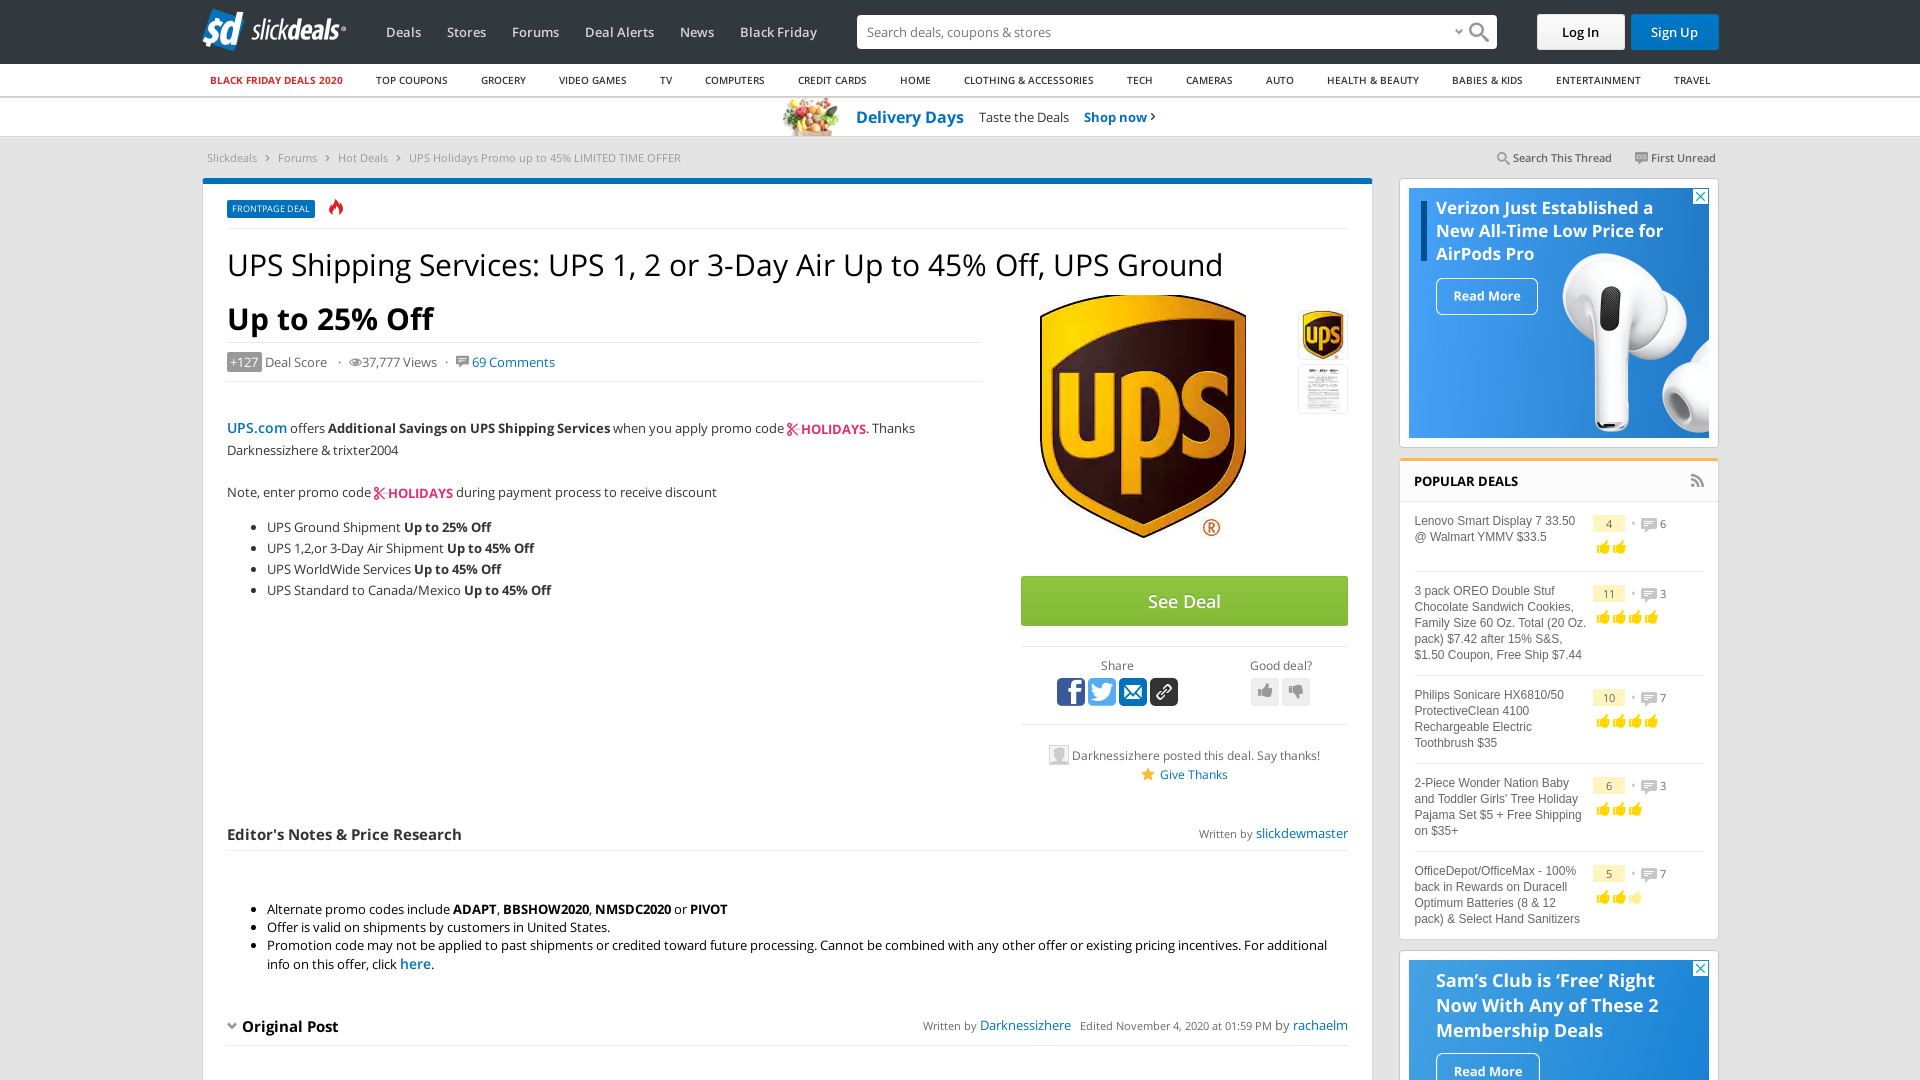 sd slickdeals
Deals Stores Forums Deal Alerts News Black Friday
Search deals, coupons & stores
Log In Sign Up
BLACK FRIDAY DEALS 2020 TOP COUPONS GROCERY VIDEO GAMES TV COMPUTERS CREDIT CARDS HOME CLOTHING & ACCESSORIES TECH CAMERAS AUTO HEALTH & BEAUTY BABIES & KIDS ENTERTAINMENT TRAVEL
Delivery Days Taste the Deals Shop now
Slickdeals Forums Hot Deals UPS Holidays Promo up to 45% LIMITED TIME OFFER
Search This Thread First Unread
FRONTPAGE DEAL
UPS Shipping Services: UPS 1, 2 or 3-Day Air Up to 45% Off, UPS Ground
Up to 25% Off
+127 Deal Score · 37,777 Views · 69 Comments
UPS.com offers Additional Savings on UPS Shipping Services when you apply promo code HOLIDAYS. Thanks
Darknessizhere & trixter2004
Note, enter promo code HOLIDAYS during payment process to receive discount
• UPS Ground Shipment Up to 25% Off
• UPS 1,2,or 3-Day Air Shipment Up to 45% Off
• UPS WorldWide Services Up to 45% Off
• UPS Standard to Canada/Mexico Up to 45% Off
ups
®
ups
See Deal
Share
Good deal?
Darknessizhere posted this deal. Say thanks!
Give Thanks
Editor's Notes & Price Research
Written by slickdewmaster
• Alternate promo codes include ADAPT, BBSHOW2020, NMSDC2020 or PIVOT
• Offer is valid on shipments by customers in United States.
• Promotion code may not be applied to past shipments or credited toward future processing. Cannot be combined with any other offer or existing pricing incentives. For additional
info on this offer, click here.
Original Post
Written by Darknessizhere Edited November 4, 2020 at 01:59 PM by rachaelm
Verizon Just Established a
New All-Time Low Price for
AirPods Pro
Read More
POPULAR DEALS
Lenovo Smart Display 7 33.50
@ Walmart YMMV $33.5
4 • 6
3 pack OREO Double Stuf
Chocolate Sandwich Cookies,
Family Size 60 Oz. Total (20 Oz.
pack) $7.42 after 15% S&S,
$1.50 Coupon, Free Ship $7.44
11 • 3
Philips Sonicare HX6810/50
ProtectiveClean 4100
Rechargeable Electric
Toothbrush $35
10 • 7
2-Piece Wonder Nation Baby
and Toddler Girls' Tree Holiday
Pajama Set $5 + Free Shipping
on $35+
6 • 3
OfficeDepot/OfficeMax - 100%
back in Rewards on Duracell
Optimum Batteries (8 & 12
pack) & Select Hand Sanitizers
5 • 7
Sam's Club is 'Free' Right
Now With Any of These 2
Membership Deals
Read More